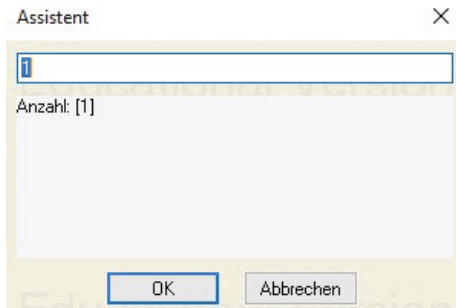 Assistent
1
Educational Version
Anzahl: [1]
OK
Abbrechen
Educational Version